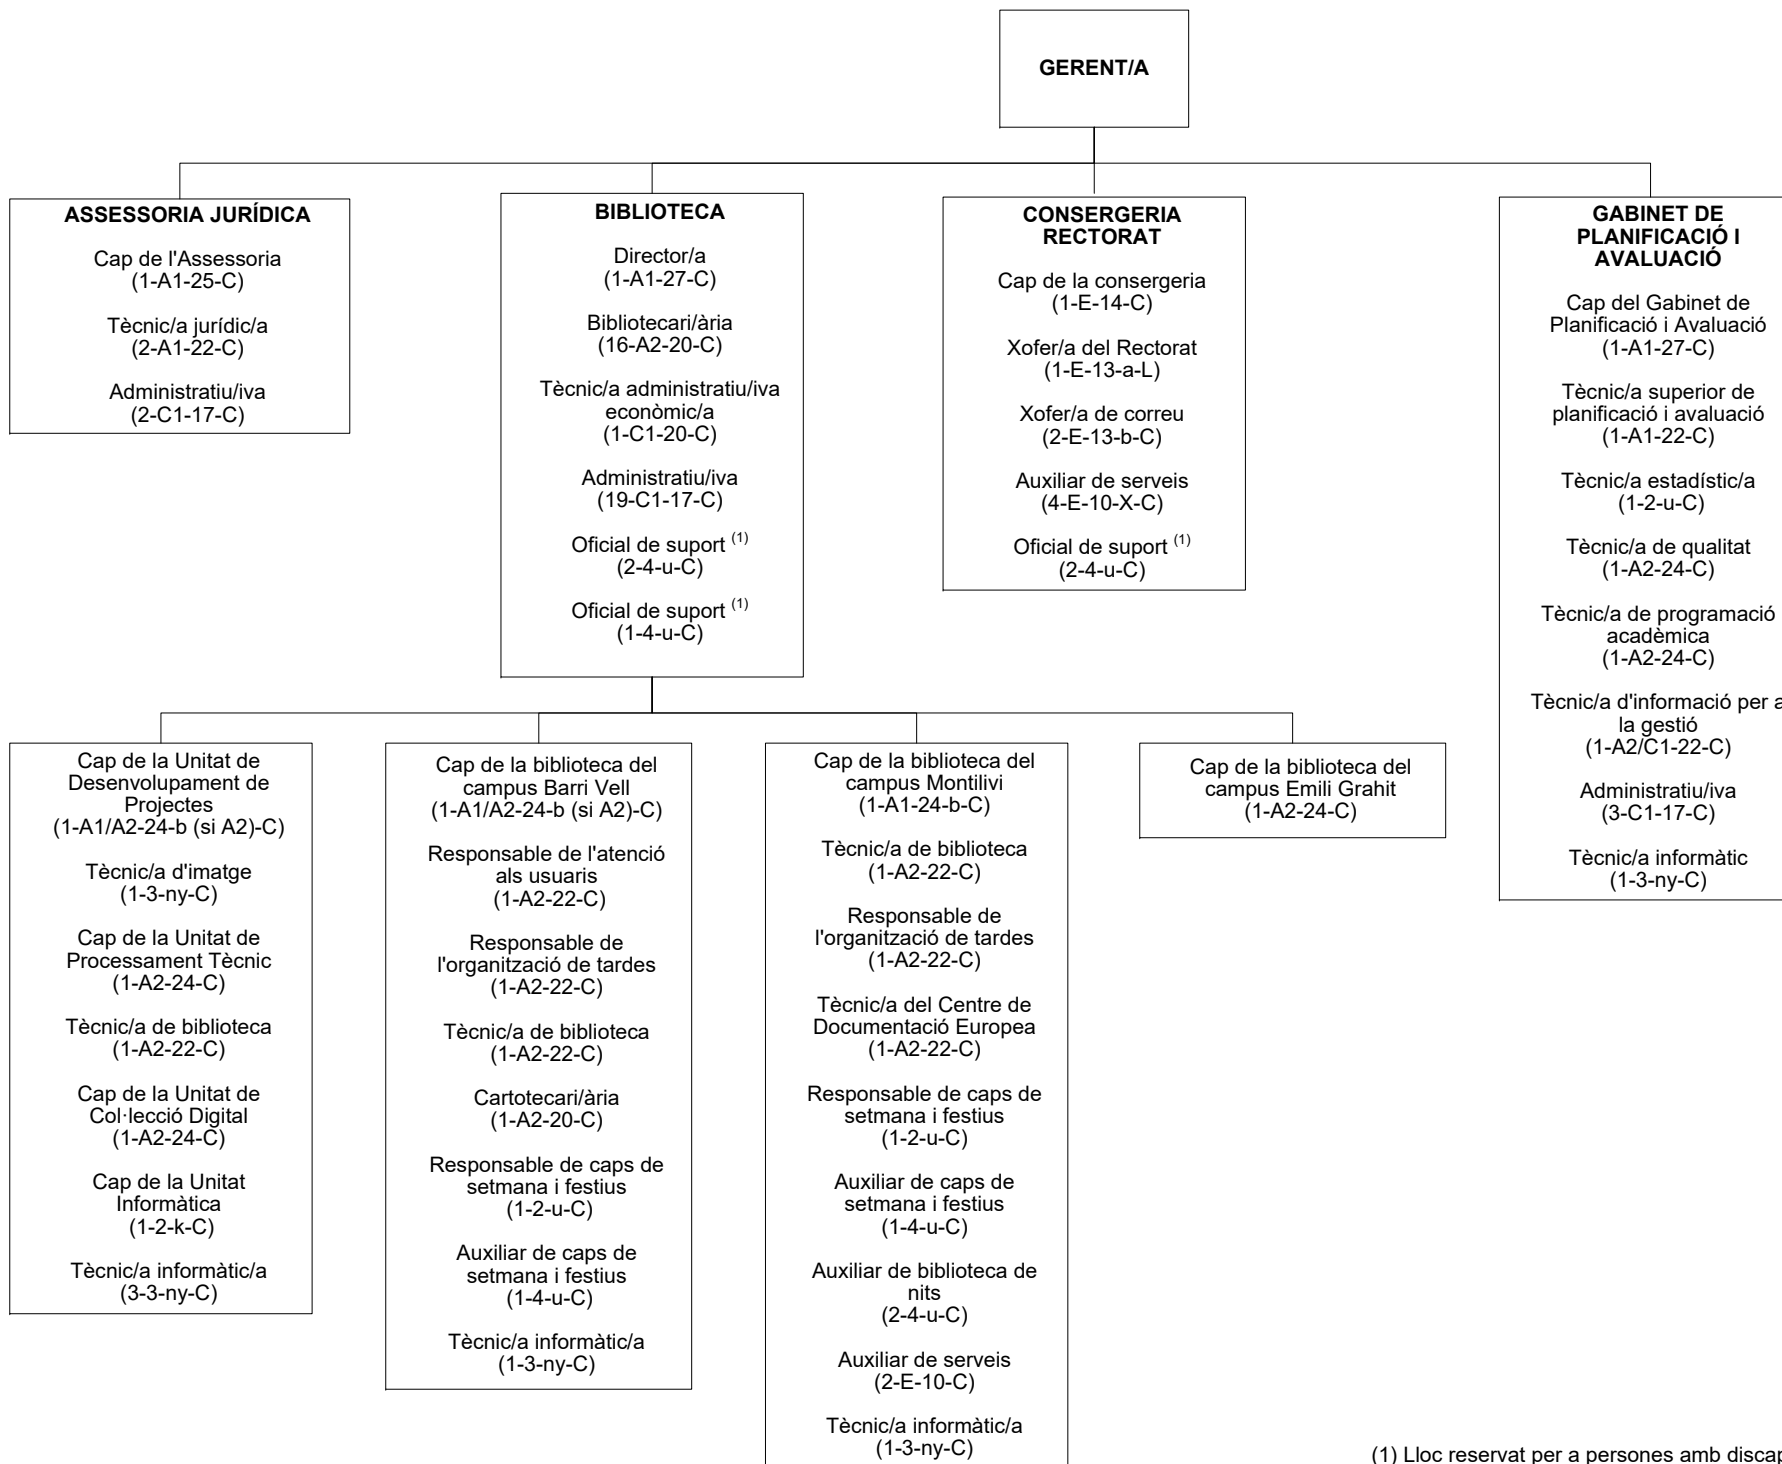 GERENT/A
ASSESSORIA JURÍDICA
Cap de l'Assessoria
(1-A1-25-C)
Tècnic/a jurídic/a
(2-A1-22-C)
Administratiu/iva
(2-C1-17-C)
BIBLIOTECA
Director/a
(1-A1-27-C)
Bibliotecari/ària
(16-A2-20-C)
Tècnic/a administratiu/iva
econòmic/a
(1-C1-20-C)
Administratiu/iva
(19-C1-17-C)
Oficial de suport (1)
(2-4-u-C)
Oficial de suport (1)
(1-4-u-C)
CONSERGERIA
RECTORAT
Cap de la consergeria
(1-E-14-C)
Xofer/a del Rectorat
(1-E-13-a-L)
Xofer/a de correu
(2-E-13-b-C)
Auxiliar de serveis
(4-E-10-X-C)
Oficial de suport (1)
(2-4-u-C)
GABINET DE
PLANIFICACIÓ I
AVALUACIÓ
Cap del Gabinet de
Planificació i Avaluació
(1-A1-27-C)
Tècnic/a superior de
planificació i avaluació
(1-A1-22-C)
Tècnic/a estadístic/a
(1-2-u-C)
Tècnic/a de qualitat
(1-A2-24-C)
Tècnic/a de programació
acadèmica
(1-A2-24-C)
Tècnic/a d'informació per a
la gestió
(1-A2/C1-22-C)
Administratiu/iva
(3-C1-17-C)
Tècnic/a informàtic
(1-3-ny-C)
Cap de la Unitat de
Desenvolupament de
Projectes
(1-A1/A2-24-b (si A2)-C)
Tècnic/a d'imatge
(1-3-ny-C)
Cap de la Unitat de
Processament Tècnic
(1-A2-24-C)
Tècnic/a de biblioteca
(1-A2-22-C)
Cap de la Unitat de
Col·lecció Digital
(1-A2-24-C)
Cap de la Unitat
Informàtica
(1-2-k-C)
Tècnic/a informàtic/a
(3-3-ny-C)
Cap de la biblioteca del
campus Barri Vell
(1-A1/A2-24-b (si A2)-C)
Responsable de l'atenció
als usuaris
(1-A2-22-C)
Responsable de
l'organització de tardes
(1-A2-22-C)
Tècnic/a de biblioteca
(1-A2-22-C)
Cartotecari/ària
(1-A2-20-C)
Responsable de caps de
setmana i festius
(1-2-u-C)
Auxiliar de caps de
setmana i festius
(1-4-u-C)
Tècnic/a informàtic/a
(1-3-ny-C)
Cap de la biblioteca del
campus Montilivi
(1-A1-24-b-C)
Tècnic/a de biblioteca
(1-A2-22-C)
Responsable de
l'organització de tardes
(1-A2-22-C)
Tècnic/a del Centre de
Documentació Europea
(1-A2-22-C)
Responsable de caps de
setmana i festius
(1-2-u-C)
Auxiliar de caps de
setmana i festius
(1-4-u-C)
Auxiliar de biblioteca de
nits
(2-4-u-C)
Auxiliar de serveis
(2-E-10-C)
Tècnic/a informàtic/a
(1-3-ny-C)
Cap de la biblioteca del
campus Emili Grahit
(1-A2-24-C)
(1) Lloc reservat per a persones amb discap